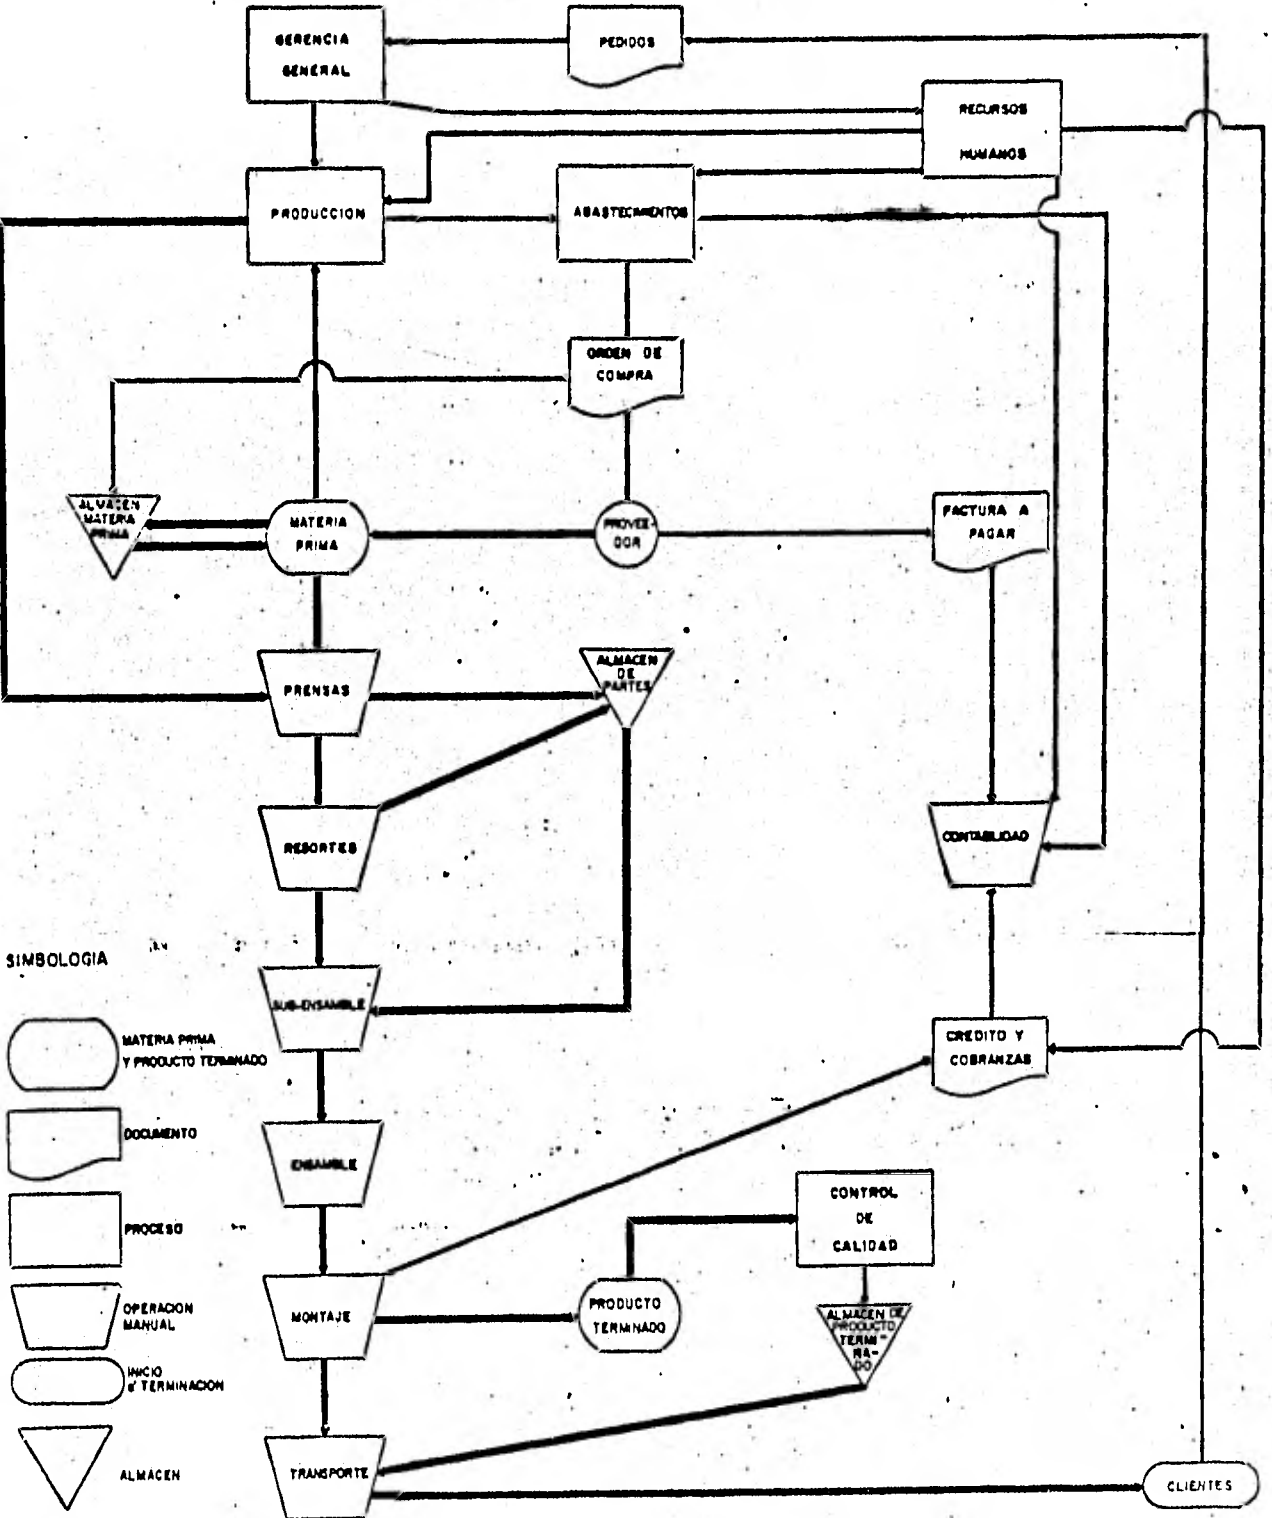 GERENCIA
GENERAL
PEDIDOS
RECURSOS
HUMANOS
PRODUCCION
ABASTECIMIENTOS
ORDEN DE
COMPRA
ALMACEN
MATERIA
PRIMA
MATERIA
PRIMA
PROVEE-
DOR
FACTURA A
PAGAR
PRENSAS
ALMACEN
DE
PARTES
RESORTES
CONTABILIDAD
SIMBOLOGIA
SUB-ENSAMBLE
MATERIA PRIMA
Y PRODUCTO TERMINADO
CREDITO Y
COBRANZAS
DOCUMENTO
ENSAMBLE
PROCESO
CONTROL
DE
CALIDAD
OPERACION
MANUAL
MONTAJE
PRODUCTO
TERMINADO
ALMACEN DE
PRODUCTO
TERMI-
NA-
DO
INICIO
o' TERMINACION
ALMACEN
TRANSPORTE
CLIENTES